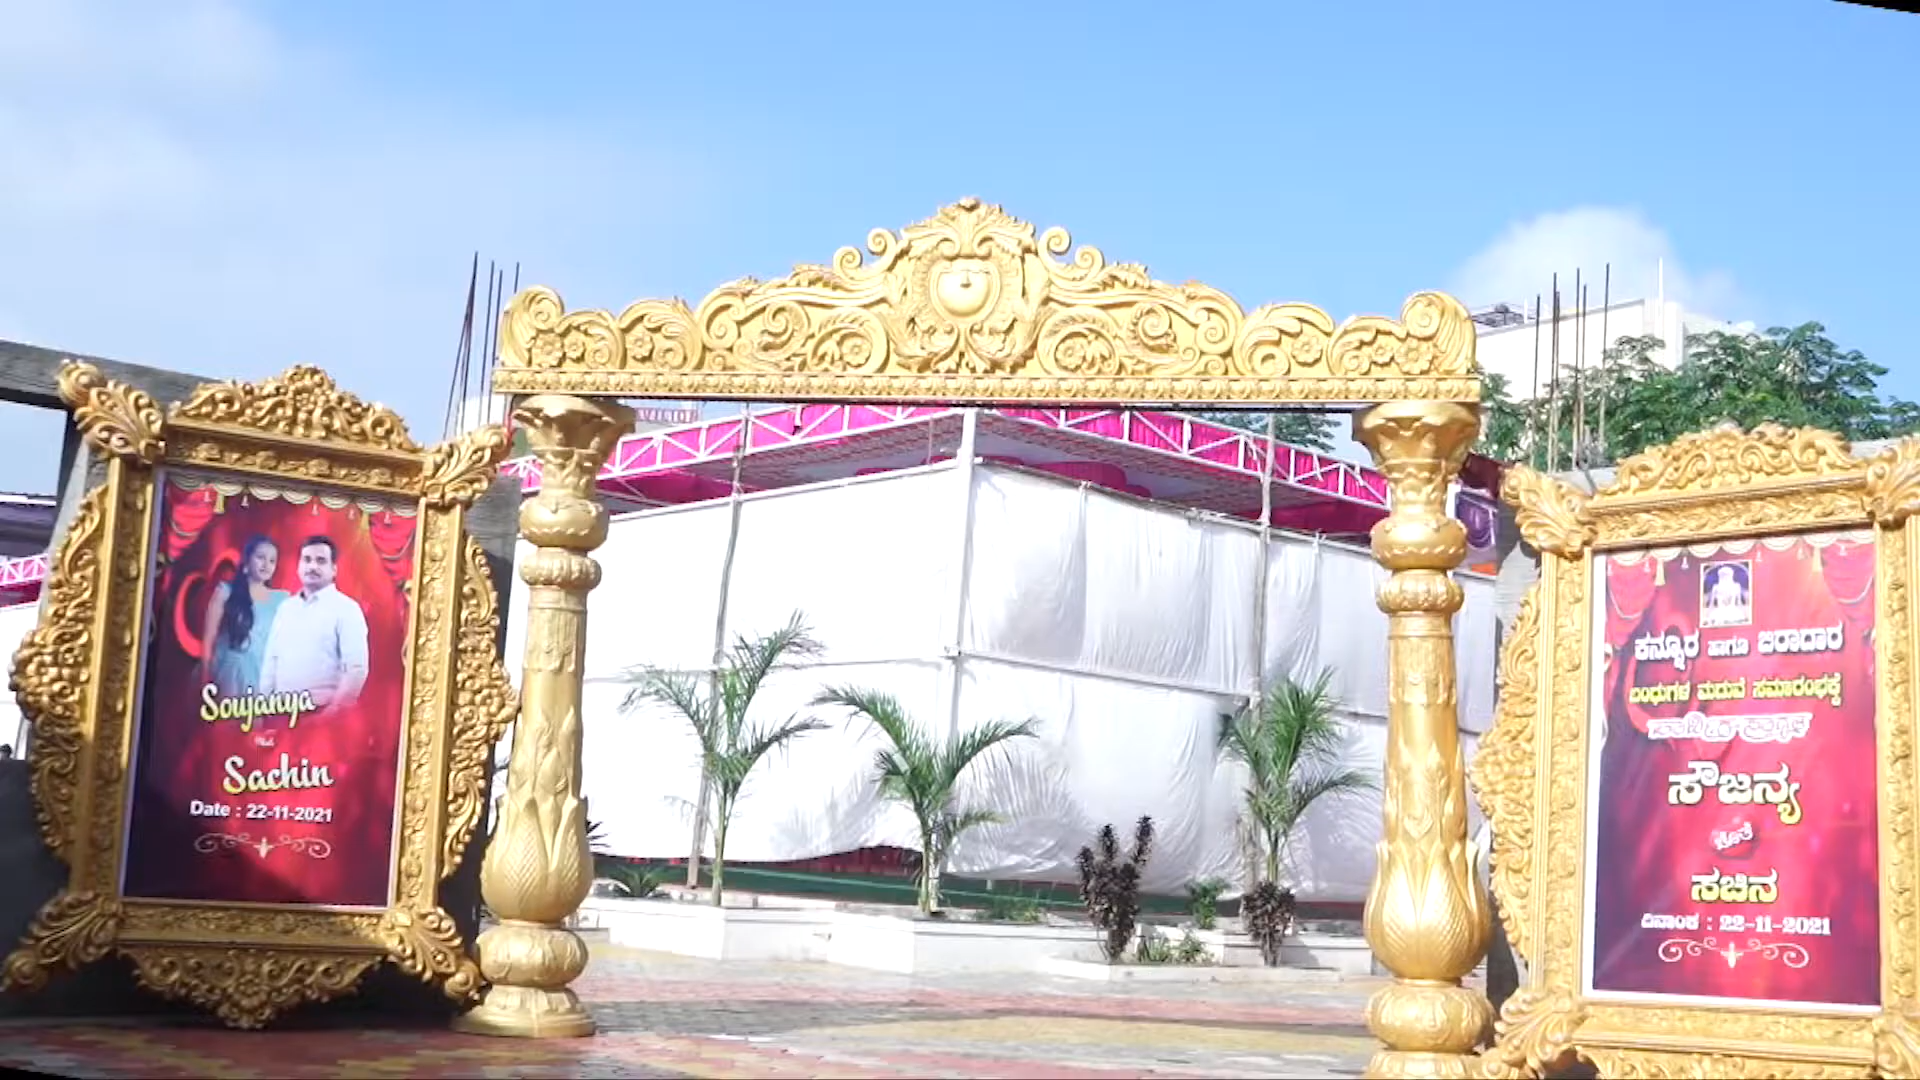 Soujanya
Sachin
Date : 22-11-2021
ಕನ್ನೂರ ಹಾಗೂ ಬಿರಾದಾರ
ಬಂಧುಗಳ ಮದುವೆ ಸಮಾರಂಭಕ್ಕೆ
ಸೌಜನ್ಯ
ಸಚಿನ
ದಿನಾಂಕ : 22-11-2021